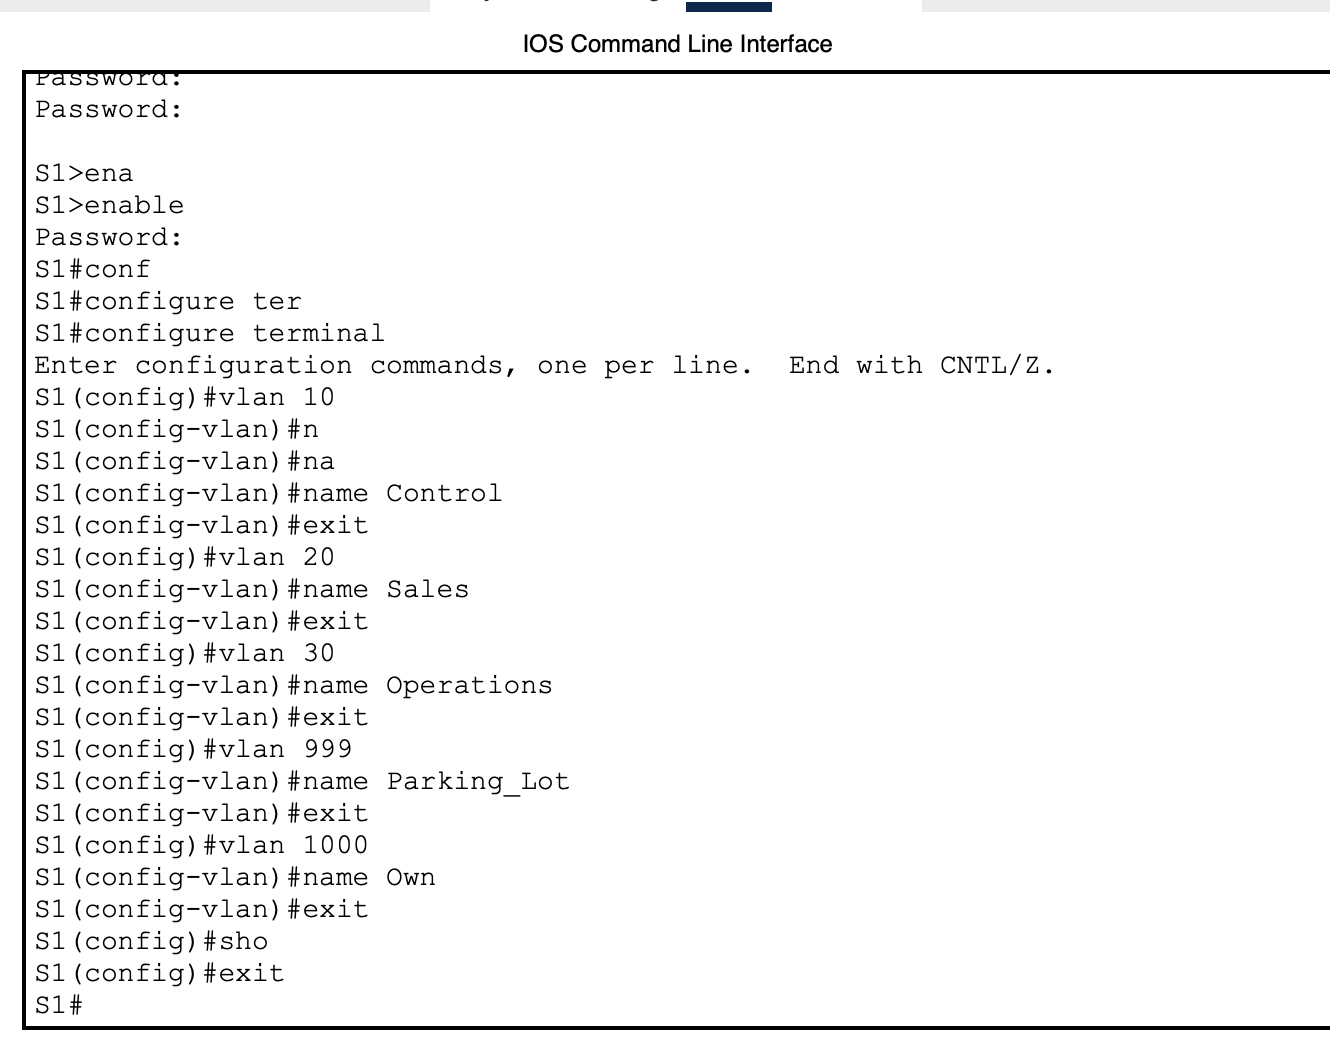 IOS Command Line Interface
Password:
Password:
S1>ena
S1>enable
Password:
S1#conf
S1#configure ter
S1#configure terminal
Enter configuration commands, one per line.  End with CNTL/Z.
S1(config)#vlan 10
S1(config-vlan)#n
S1(config-vlan)#na
S1(config-vlan)#name Control
S1(config-vlan)#exit
S1(config)#vlan 20
S1(config-vlan)#name Sales
S1(config-vlan)#exit
S1(config)#vlan 30
S1(config-vlan)#name Operations
S1(config-vlan)#exit
S1(config)#vlan 999
S1(config-vlan)#name Parking_Lot
S1(config-vlan)#exit
S1(config)#vlan 1000
S1(config-vlan)#name Own
S1(config-vlan)#exit
S1(config)#sho
S1(config)#exit
S1#